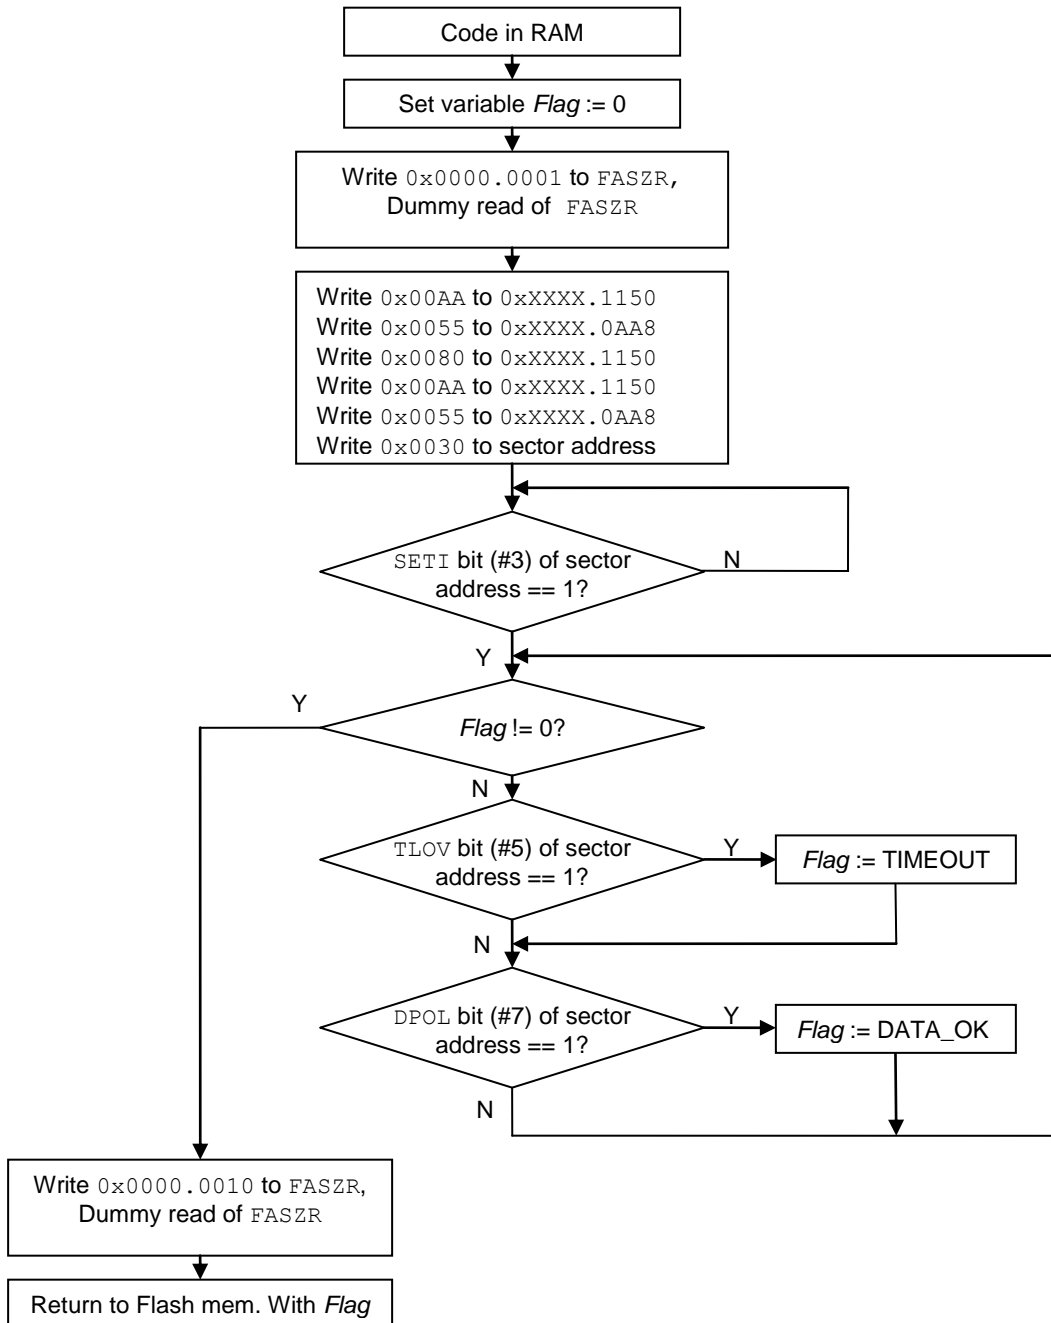 Code in RAM
Set variable Flag := 0
Write 0x0000.0001 to FASZR,
Dummy read of FASZR
Write 0x00AA to 0xXXXX.1150
Write 0x0055 to 0xXXXX.0AA8
Write 0x0080 to 0xXXXX.1150
Write 0x00AA to 0xXXXX.1150
Write 0x0055 to 0xXXXX.0AA8
Write 0x0030 to sector address
SETI bit (#3) of sector
address == 1?
N
Y
Flag != 0?
Y
N
TLOV bit (#5) of sector
address == 1?
Y
Flag := TIMEOUT
N
DPOL bit (#7) of sector
address == 1?
Y
Flag := DATA_OK
N
Write 0x0000.0010 to FASZR,
Dummy read of FASZR
Return to Flash mem. With Flag